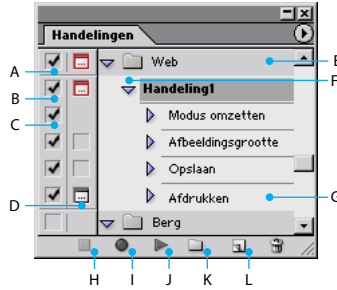 Handelingen
Web
E
A
F
B
Handeling1
C
Modus omzetten
Afbeeldingsgrootte
Opslaan
D
Afdrukken
G
Berg
H I J K L